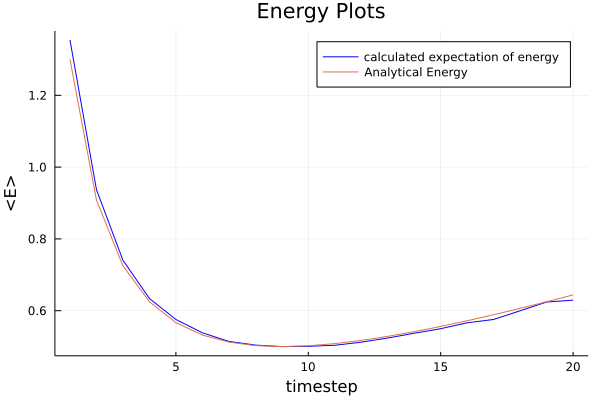 Energy Plots
calculated expectation of energy
Analytical Energy
<E>
1.2
1.0
0.8
0.6
5 10 15 20
timestep